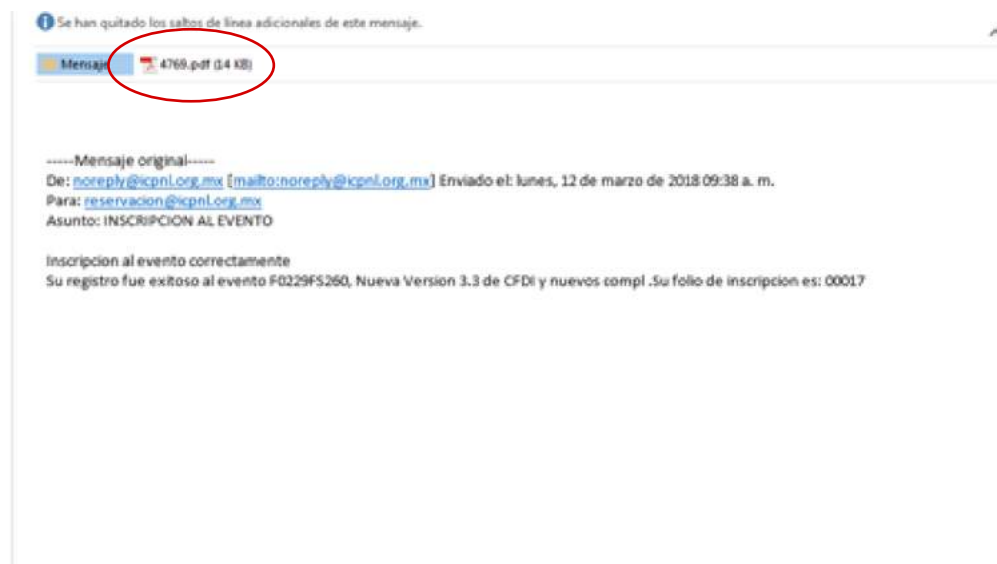 Se han quitado los saltos de línea adicionales de este mensaje.
Mensaje 4769.pdf (14 KB)
-----Mensaje original-----
De: noreply@icpnl.org.mx [mailto:noreply@icpnl.org.mx] Enviado el: lunes, 12 de marzo de 2018 09:38 a. m.
Para: reservacion@icpnl.org.mx
Asunto: INSCRIPCION AL EVENTO
Inscripcion al evento correctamente
Su registro fue exitoso al evento F0229FS260, Nueva Version 3.3 de CFDI y nuevos compl .Su folio de inscripcion es: 00017